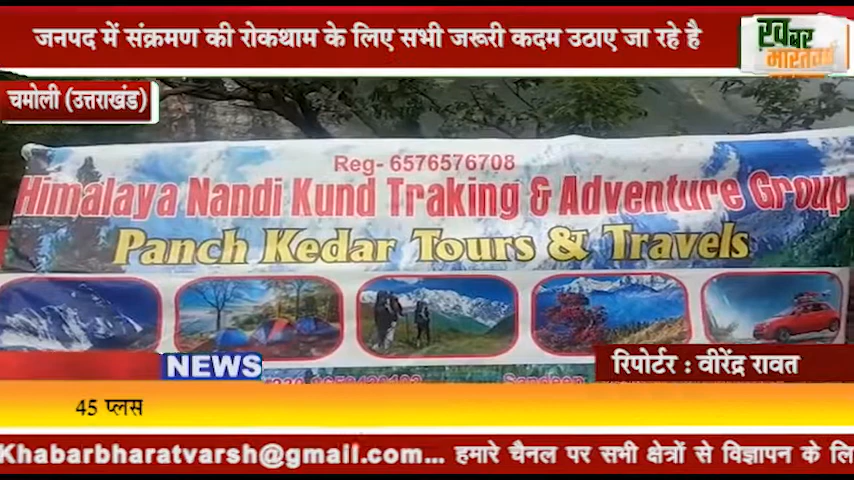 जनपद में संक्रमण की रोकथाम के लिए सभी जरूरी कदम उठाए जा रहे है
ख़बर
भारतवर्ष
चमोली (उत्तराखंड)
Reg- 6576576708
Himalaya Nandi Kund Traking & Adventure Group
Panch Kedar Tours & Travels
NEWS
रिपोर्टर : वीरेंद्र रावत
45 प्लस
Khabarbharatvarsh@gmail.com... हमारे चैनल पर सभी क्षेत्रों से विज्ञापन के लि